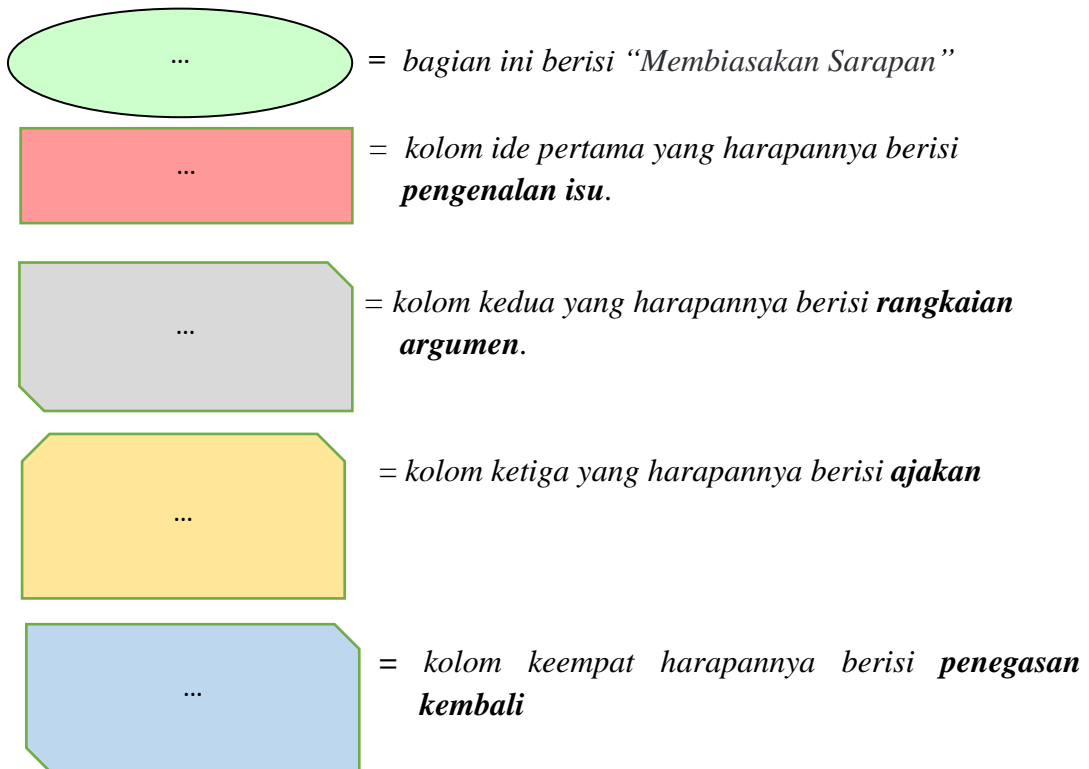 ...
= bagian ini berisi “Membiasakan Sarapan”
...
= kolom ide pertama yang harapannya berisi
pengenalan isu.
...
= kolom kedua yang harapannya berisi rangkaian
argumen.
...
= kolom ketiga yang harapannya berisi ajakan
...
= kolom keempat harapannya berisi penegasan
kembali